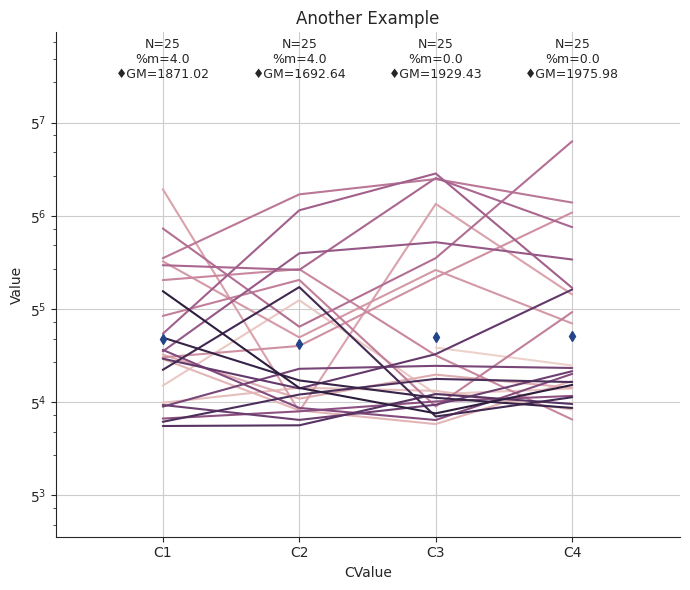 Another Example
N=25 N=25 N=25 N=25
%m=4.0 %m=4.0 %m=0.0 %m=0.0
♦GM=1871.02 ♦GM=1692.64 ♦GM=1929.43 ♦GM=1975.98
5⁷
5⁶
5⁵
5⁴
5³
Value
C1 C2 C3 C4
CValue